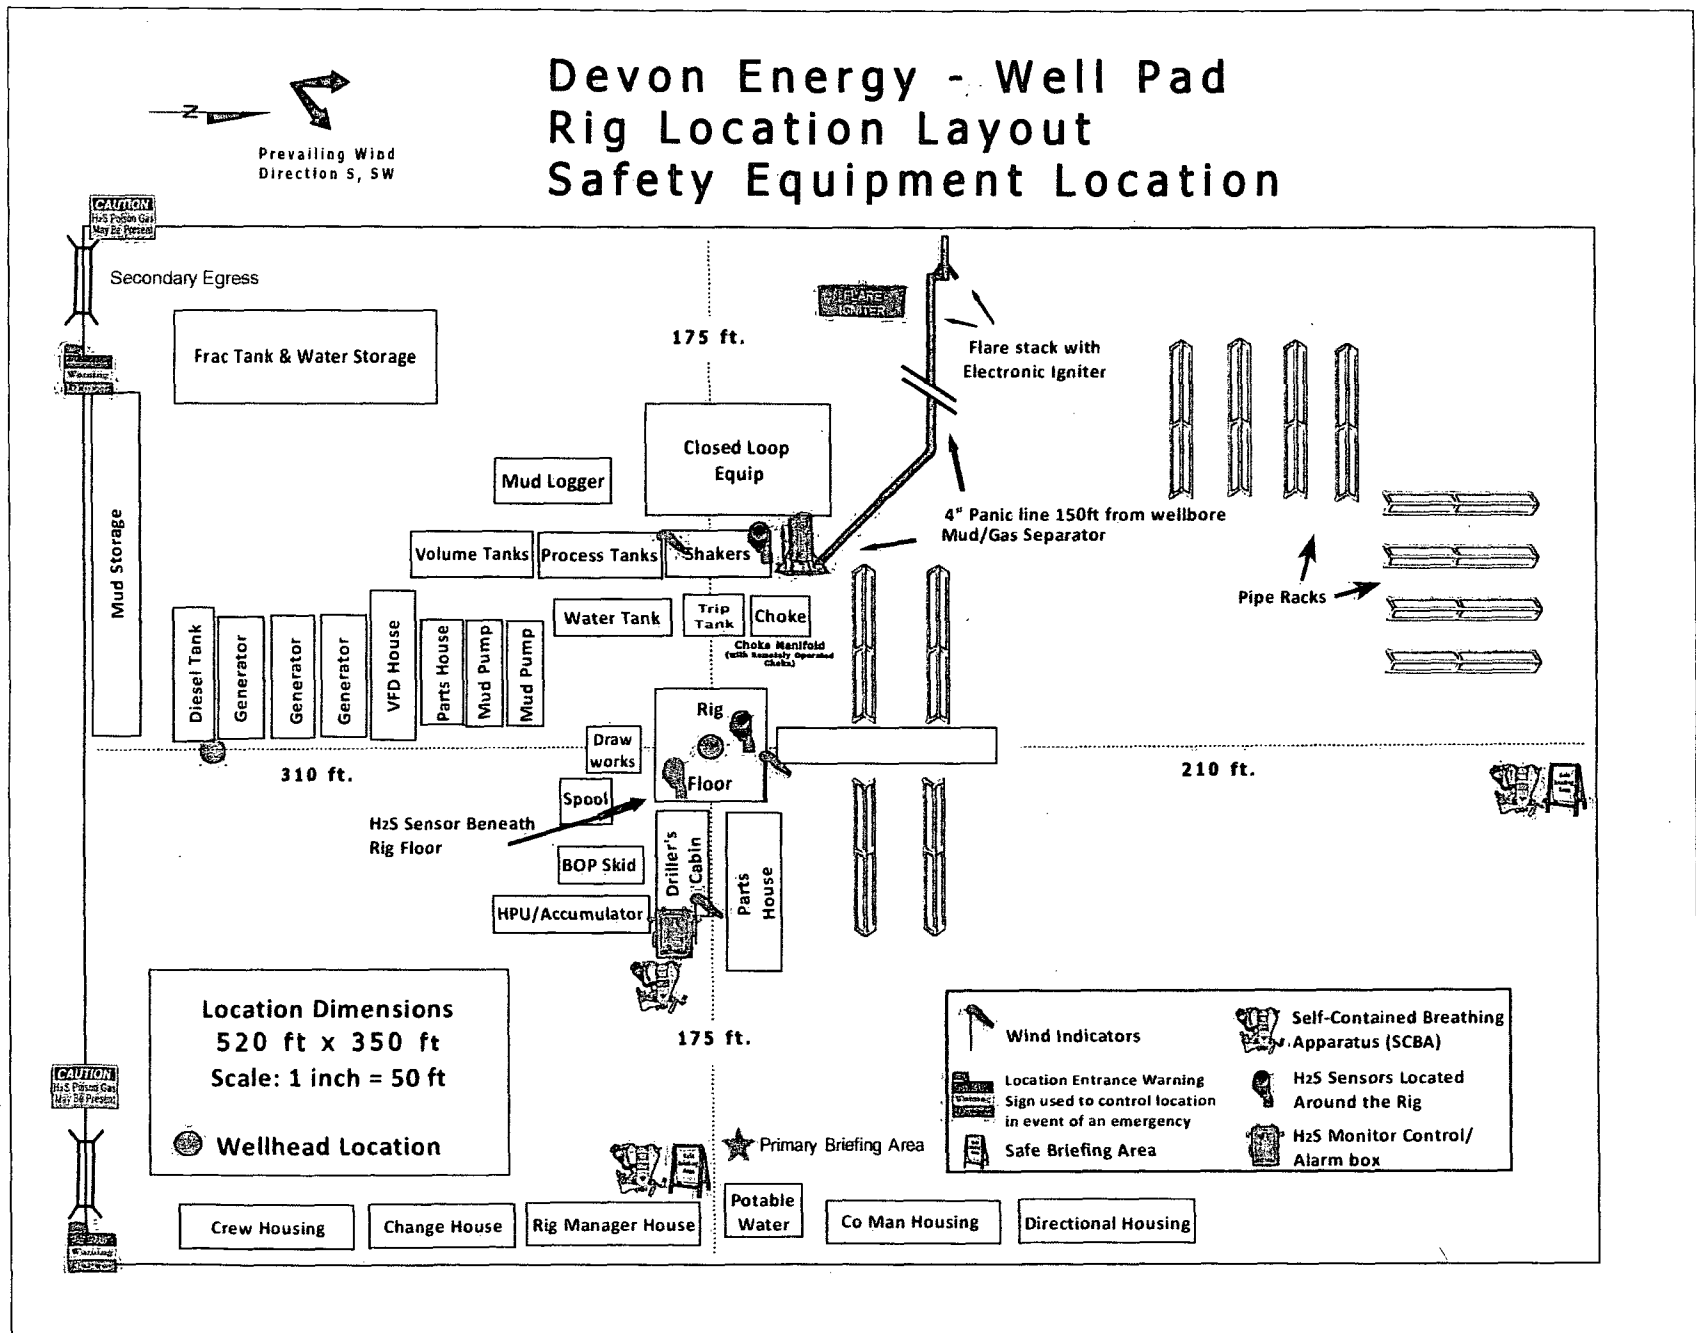 Devon Energy - Well Pad
Rig Location Layout
Safety Equipment Location
N
Prevailing Wind
Direction S, SW
CAUTION
H2S Poison Gas
May Be Present
Secondary Egress
FLARE
IGNITER
175 ft.
Frac Tank & Water Storage
Flare stack with
Electronic Igniter
Warning
Closed Loop
Equip
Mud Logger
4" Panic line 150ft from wellbore
Mud/Gas Separator
Mud Storage
Volume Tanks
Process Tanks
Shakers
Pipe Racks
Water Tank
Trip
Tank
Choke
Choke Manifold
(with Remotely Operated
Choke)
Diesel Tank
Generator
Generator
Generator
VFD House
Parts House
Mud Pump
Mud Pump
Rig
Floor
Draw
works
310 ft.
210 ft.
Spool
H2S Sensor Beneath
Rig Floor
Driller's
Cabin
Parts
House
BOP Skid
HPU/Accumulator
Location Dimensions
520 ft x 350 ft
Scale: 1 inch = 50 ft
Wellhead Location
175 ft.
Wind Indicators
Location Entrance Warning
Sign used to control location
in event of an emergency
Warning
Safe Briefing Area
Self-Contained Breathing
Apparatus (SCBA)
H2S Sensors Located
Around the Rig
H2S Monitor Control/
Alarm box
CAUTION
H2S Poison Gas
May Be Present
Primary Briefing Area
Warning
Crew Housing
Change House
Rig Manager House
Potable
Water
Co Man Housing
Directional Housing